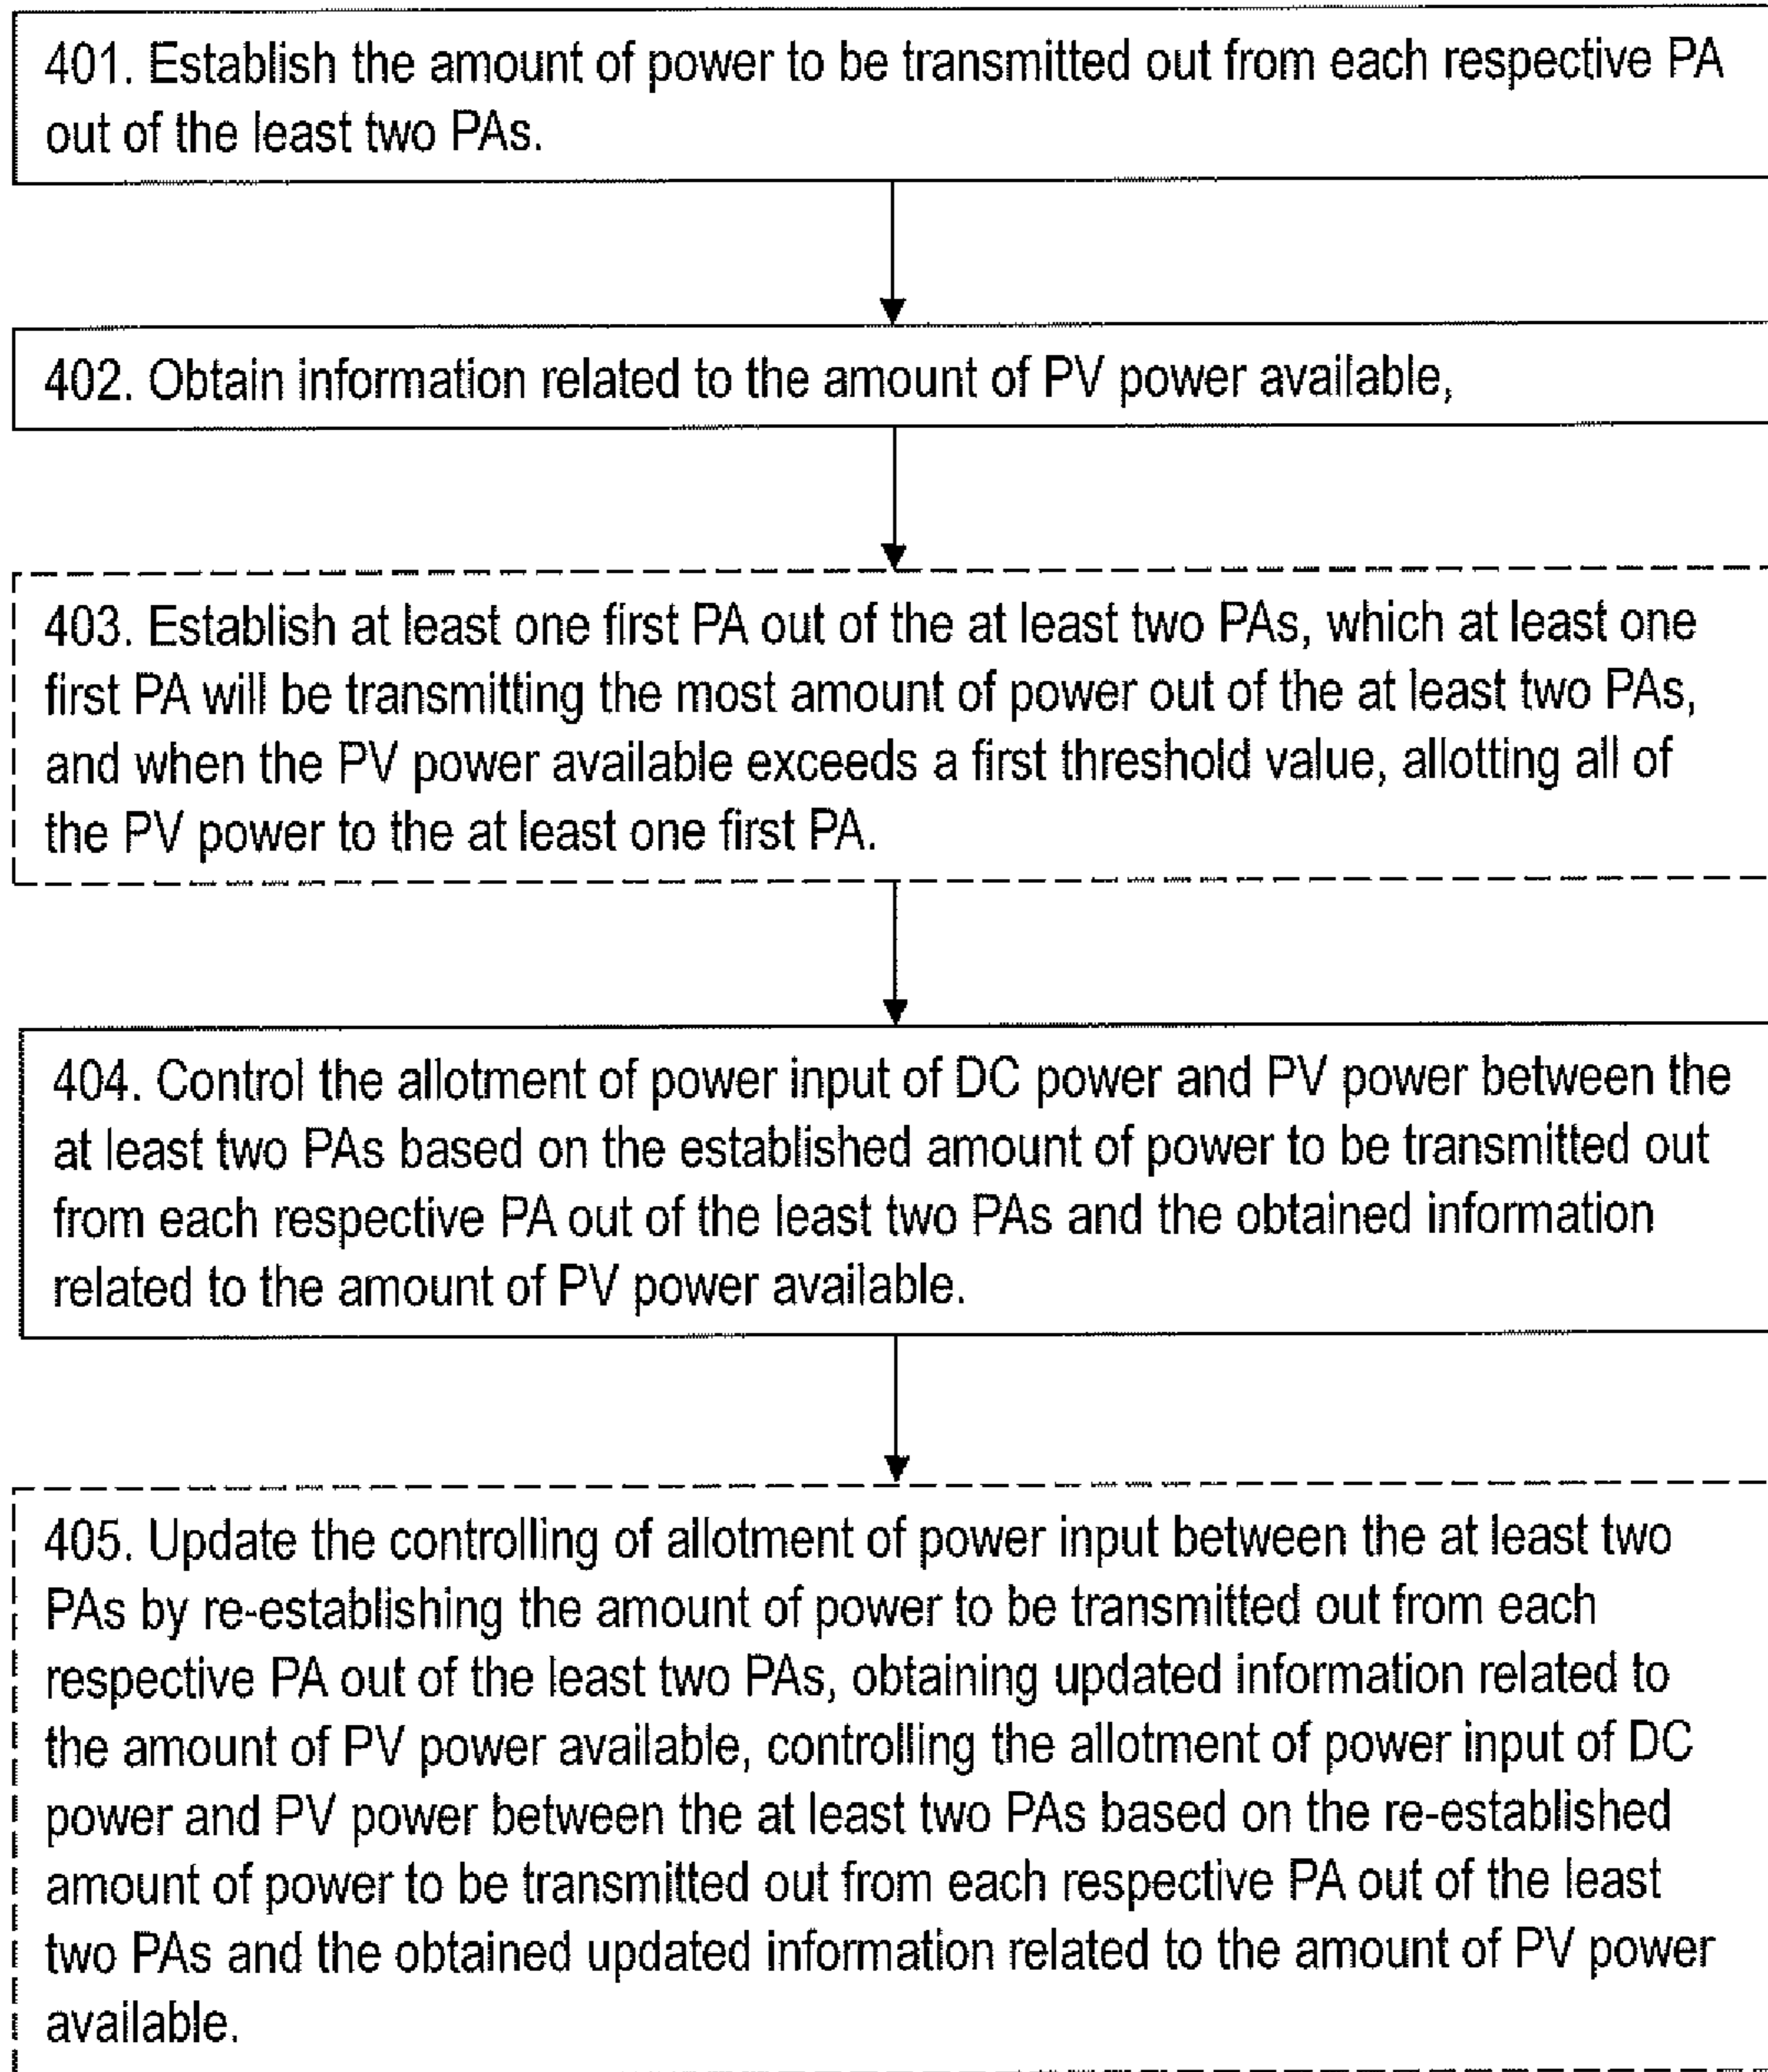 401. Establish the amount of power to be transmitted out from each respective PA
out of the least two PAs.
402. Obtain information related to the amount of PV power available,
403. Establish at least one first PA out of the at least two PAs, which at least one
first PA will be transmitting the most amount of power out of the at least two PAs,
and when the PV power available exceeds a first threshold value, allotting all of
the PV power to the at least one first PA.
404. Control the allotment of power input of DC power and PV power between the
at least two PAs based on the established amount of power to be transmitted out
from each respective PA out of the least two PAs and the obtained information
related to the amount of PV power available.
405. Update the controlling of allotment of power input between the at least two
PAs by re-establishing the amount of power to be transmitted out from each
respective PA out of the least two PAs, obtaining updated information related to
the amount of PV power available, controlling the allotment of power input of DC
power and PV power between the at least two PAs based on the re-established
amount of power to be transmitted out from each respective PA out of the least
two PAs and the obtained updated information related to the amount of PV power
available.